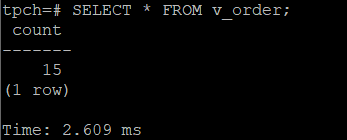 tpch=# SELECT * FROM v_order;
count
-------
15
(1 row)
Time: 2.609 ms